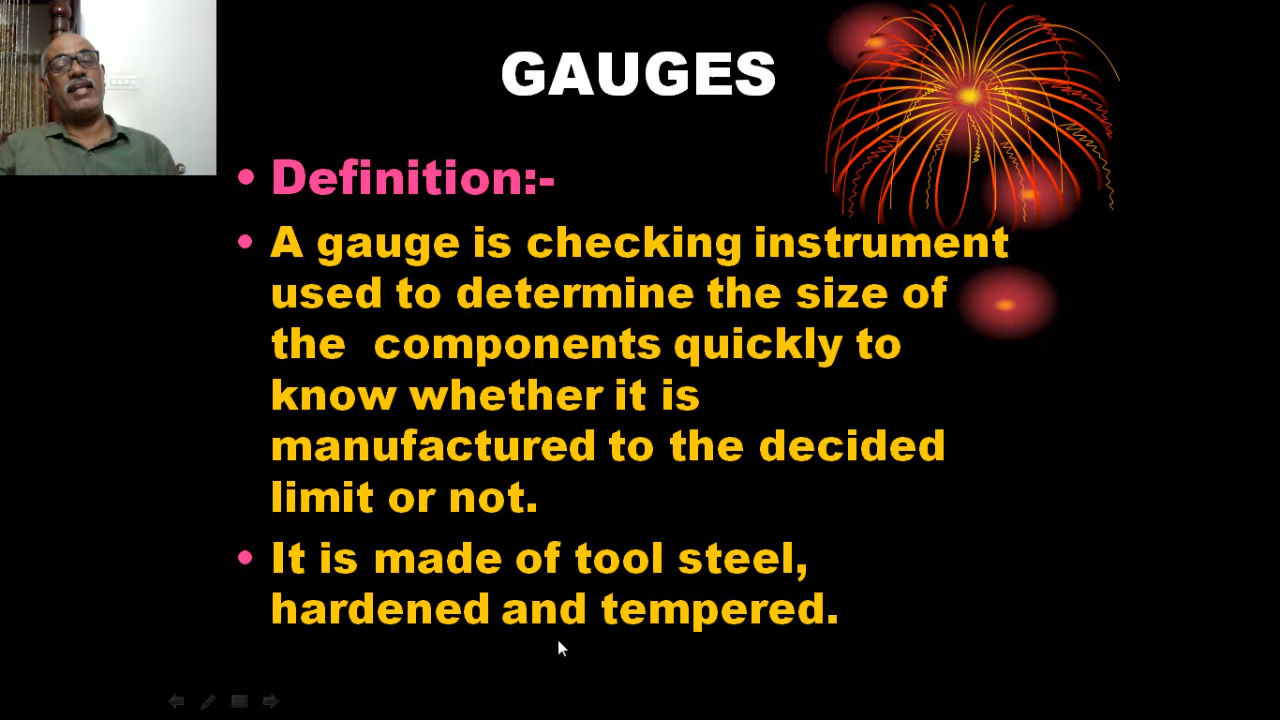 GAUGES
• Definition:-
• A gauge is checking instrument
used to determine the size of
the  components quickly to
know whether it is
manufactured to the decided
limit or not.
• It is made of tool steel,
hardened and tempered.